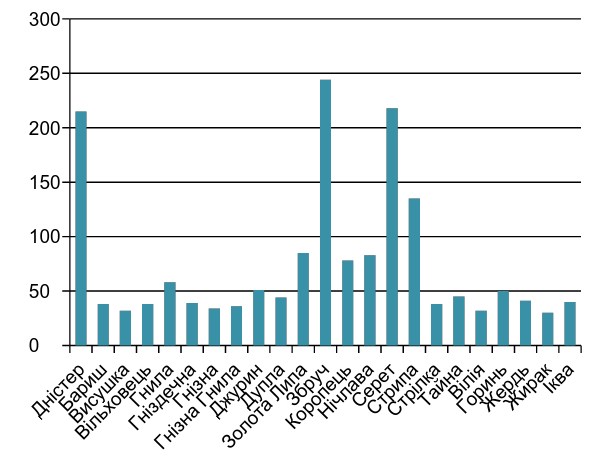 300
250
200
150
100
50
0
Дністер
Бариш
Висушка
Вільховець
Гнила
Гніздечна
Гнізна
Гнізна Гнила
Джурин
Дупла
Золота Липа
Збруч
Коропець
Нічлава
Серет
Стрипа
Стрілка
Тайна
Вілія
Горинь
Жердь
Жирак
Іква